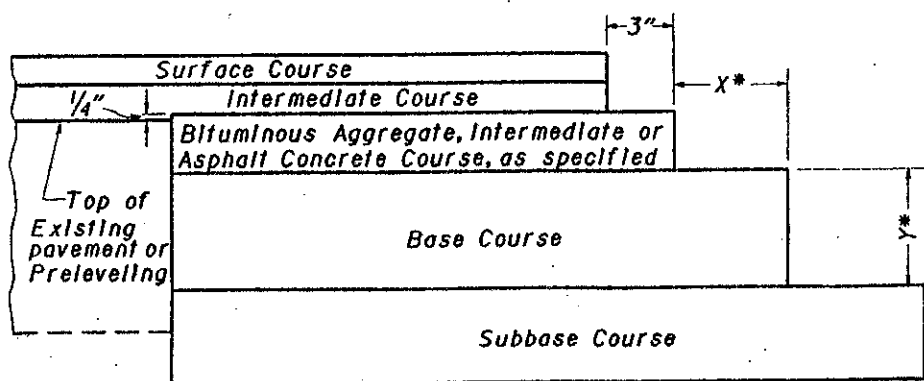 3"
Surface Course
X*
Intermediate Course
1/4"
Bituminous Aggregate, Intermediate or
Asphalt Concrete Course, as specified
Top of
Existing
pavement or
Preleveling
Base Course
Y*
Subbase Course